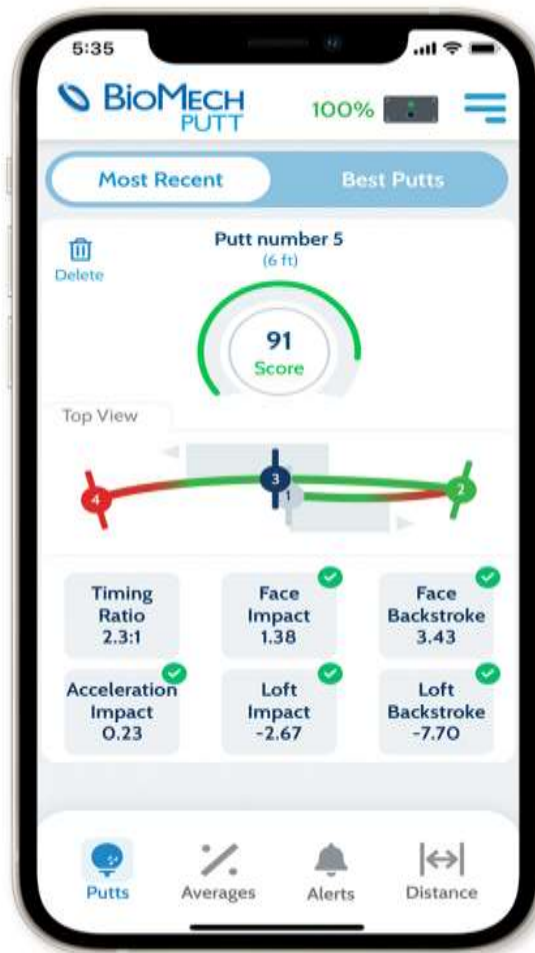 5:35
BIOMECH
PUTT
100%
Most Recent
Best Putts
Putt number 5
(6 ft)
Delete
91
Score
Top View
4
3
1
2
Timing
Ratio
2.3:1
Face
Impact
1.38
Face
Backstroke
3.43
Acceleration
Impact
0.23
Loft
Impact
-2.67
Loft
Backstroke
-7.70
Putts
Averages
Alerts
Distance